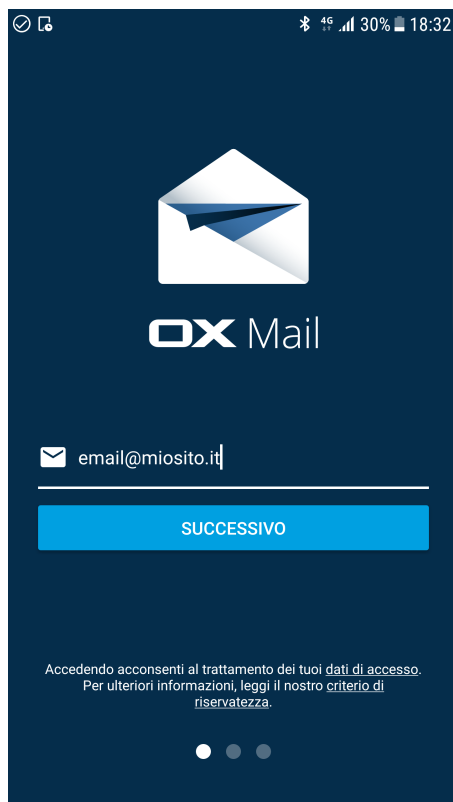 4G 30% 18:32
OX Mail
email@miosito.it
SUCCESSIVO
Accedendo acconsenti al trattamento dei tuoi dati di accesso.
Per ulteriori informazioni, leggi il nostro criterio di
riservatezza.